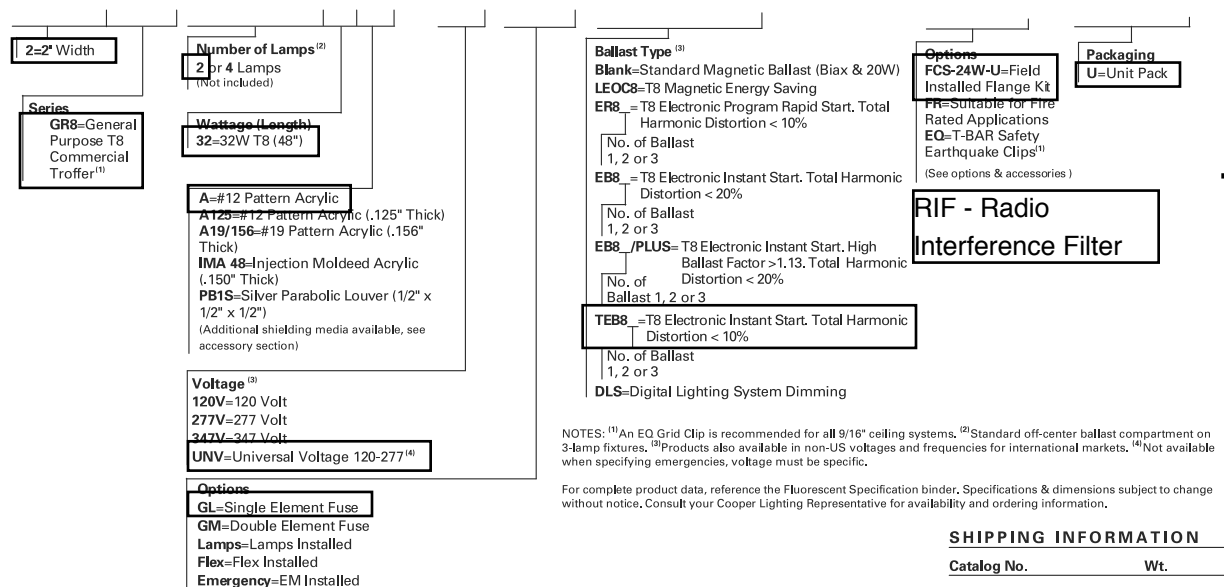 2=2' Width
Series
GR8=General
Purpose T8
Commercial
Troffer(1)
Number of Lamps(2)
2 or 4 Lamps
(Not included)
Wattage (Length)
32=32W T8 (48")
A=#12 Pattern Acrylic
A125=#12 Pattern Acrylic (.125" Thick)
A19/156=#19 Pattern Acrylic (.156"
Thick)
IMA 48=Injection Moldeed Acrylic
(.150" Thick)
PB1S=Silver Parabolic Louver (1/2" x
1/2" x 1/2")
(Additional shielding media available, see
accessory section)
Voltage (3)
120V=120 Volt
277V=277 Volt
347V=347 Volt
UNV=Universal Voltage 120-277(4)
Options
GL=Single Element Fuse
GM=Double Element Fuse
Lamps=Lamps Installed
Flex=Flex Installed
Emergency=EM Installed
Ballast Type (3)
Blank=Standard Magnetic Ballast (Biax & 20W)
LEOC8=T8 Magnetic Energy Saving
ER8_=T8 Electronic Program Rapid Start. Total
Harmonic Distortion < 10%
No. of Ballast
1, 2 or 3
EB8_=T8 Electronic Instant Start. Total Harmonic
Distortion < 20%
No. of Ballast
1, 2 or 3
EB8_/PLUS=T8 Electronic Instant Start. High
Ballast Factor >1.13. Total Harmonic
Distortion < 20%
No. of
Ballast 1, 2 or 3
TEB8_=T8 Electronic Instant Start. Total Harmonic
Distortion < 10%
No. of Ballast
1, 2 or 3
DLS=Digital Lighting System Dimming
Options
FCS-24W-U=Field
Installed Flange Kit
FR=Suitable for Fire
Rated Applications
EQ=T-BAR Safety
Earthquake Clips(1)
(See options & accessories )
RIF - Radio
Interference Filter
Packaging
U=Unit Pack
NOTES: (1)An EQ Grid Clip is recommended for all 9/16" ceiling systems. (2)Standard off-center ballast compartment on
3-lamp fixtures. (3)Products also available in non-US voltages and frequencies for international markets. (4)Not available
when specifying emergencies, voltage must be specific.
For complete product data, reference the Fluorescent Specification binder. Specifications & dimensions subject to change
without notice. Consult your Cooper Lighting Representative for availability and ordering information.
SHIPPING INFORMATION
Catalog No. Wt.